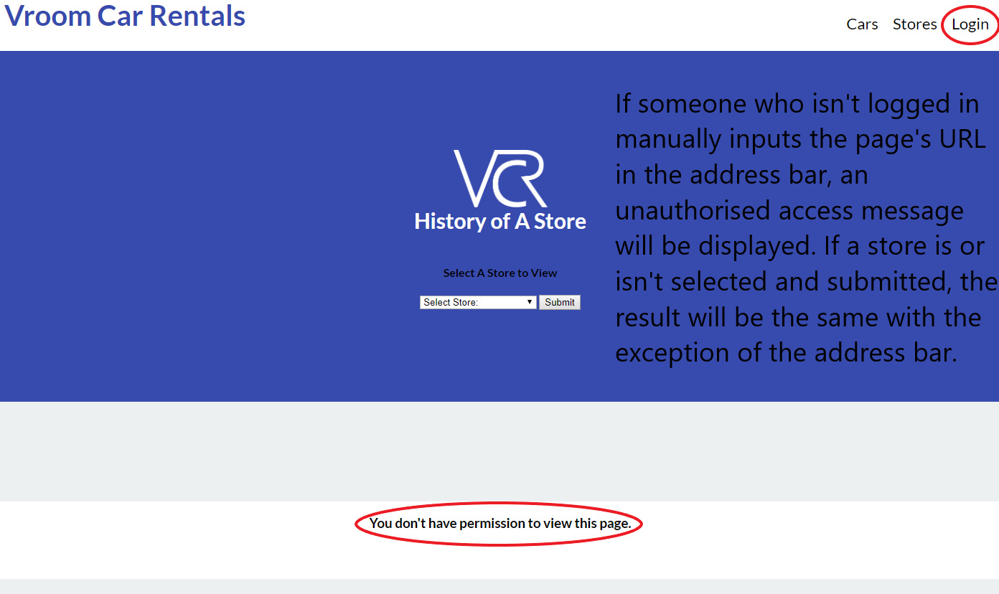 Vroom Car Rentals
Cars Stores Login
If someone who isn't logged in
manually inputs the page's URL
in the address bar, an
unauthorised access message
will be displayed. If a store is or
isn't selected and submitted, the
result will be the same with the
exception of the address bar.
VCR
History of A Store
Select A Store to View
Select Store: Submit
You don't have permission to view this page.